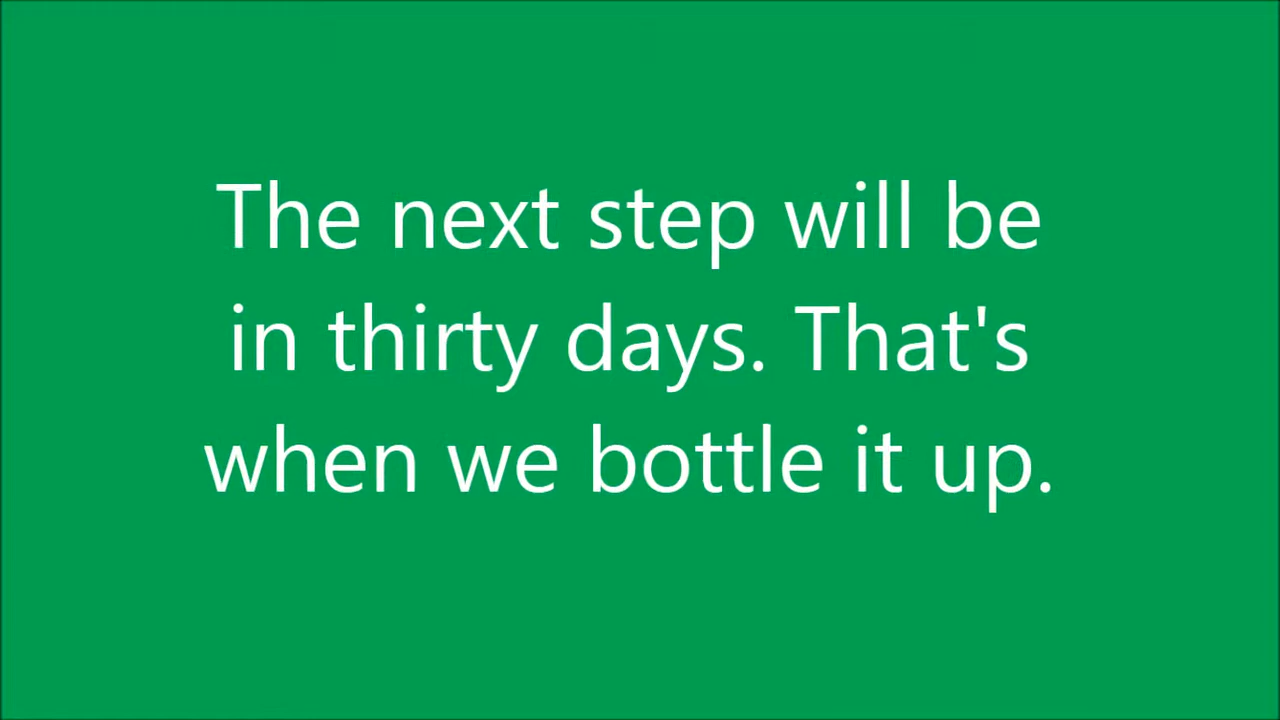 The next step will be
in thirty days. That's
when we bottle it up.